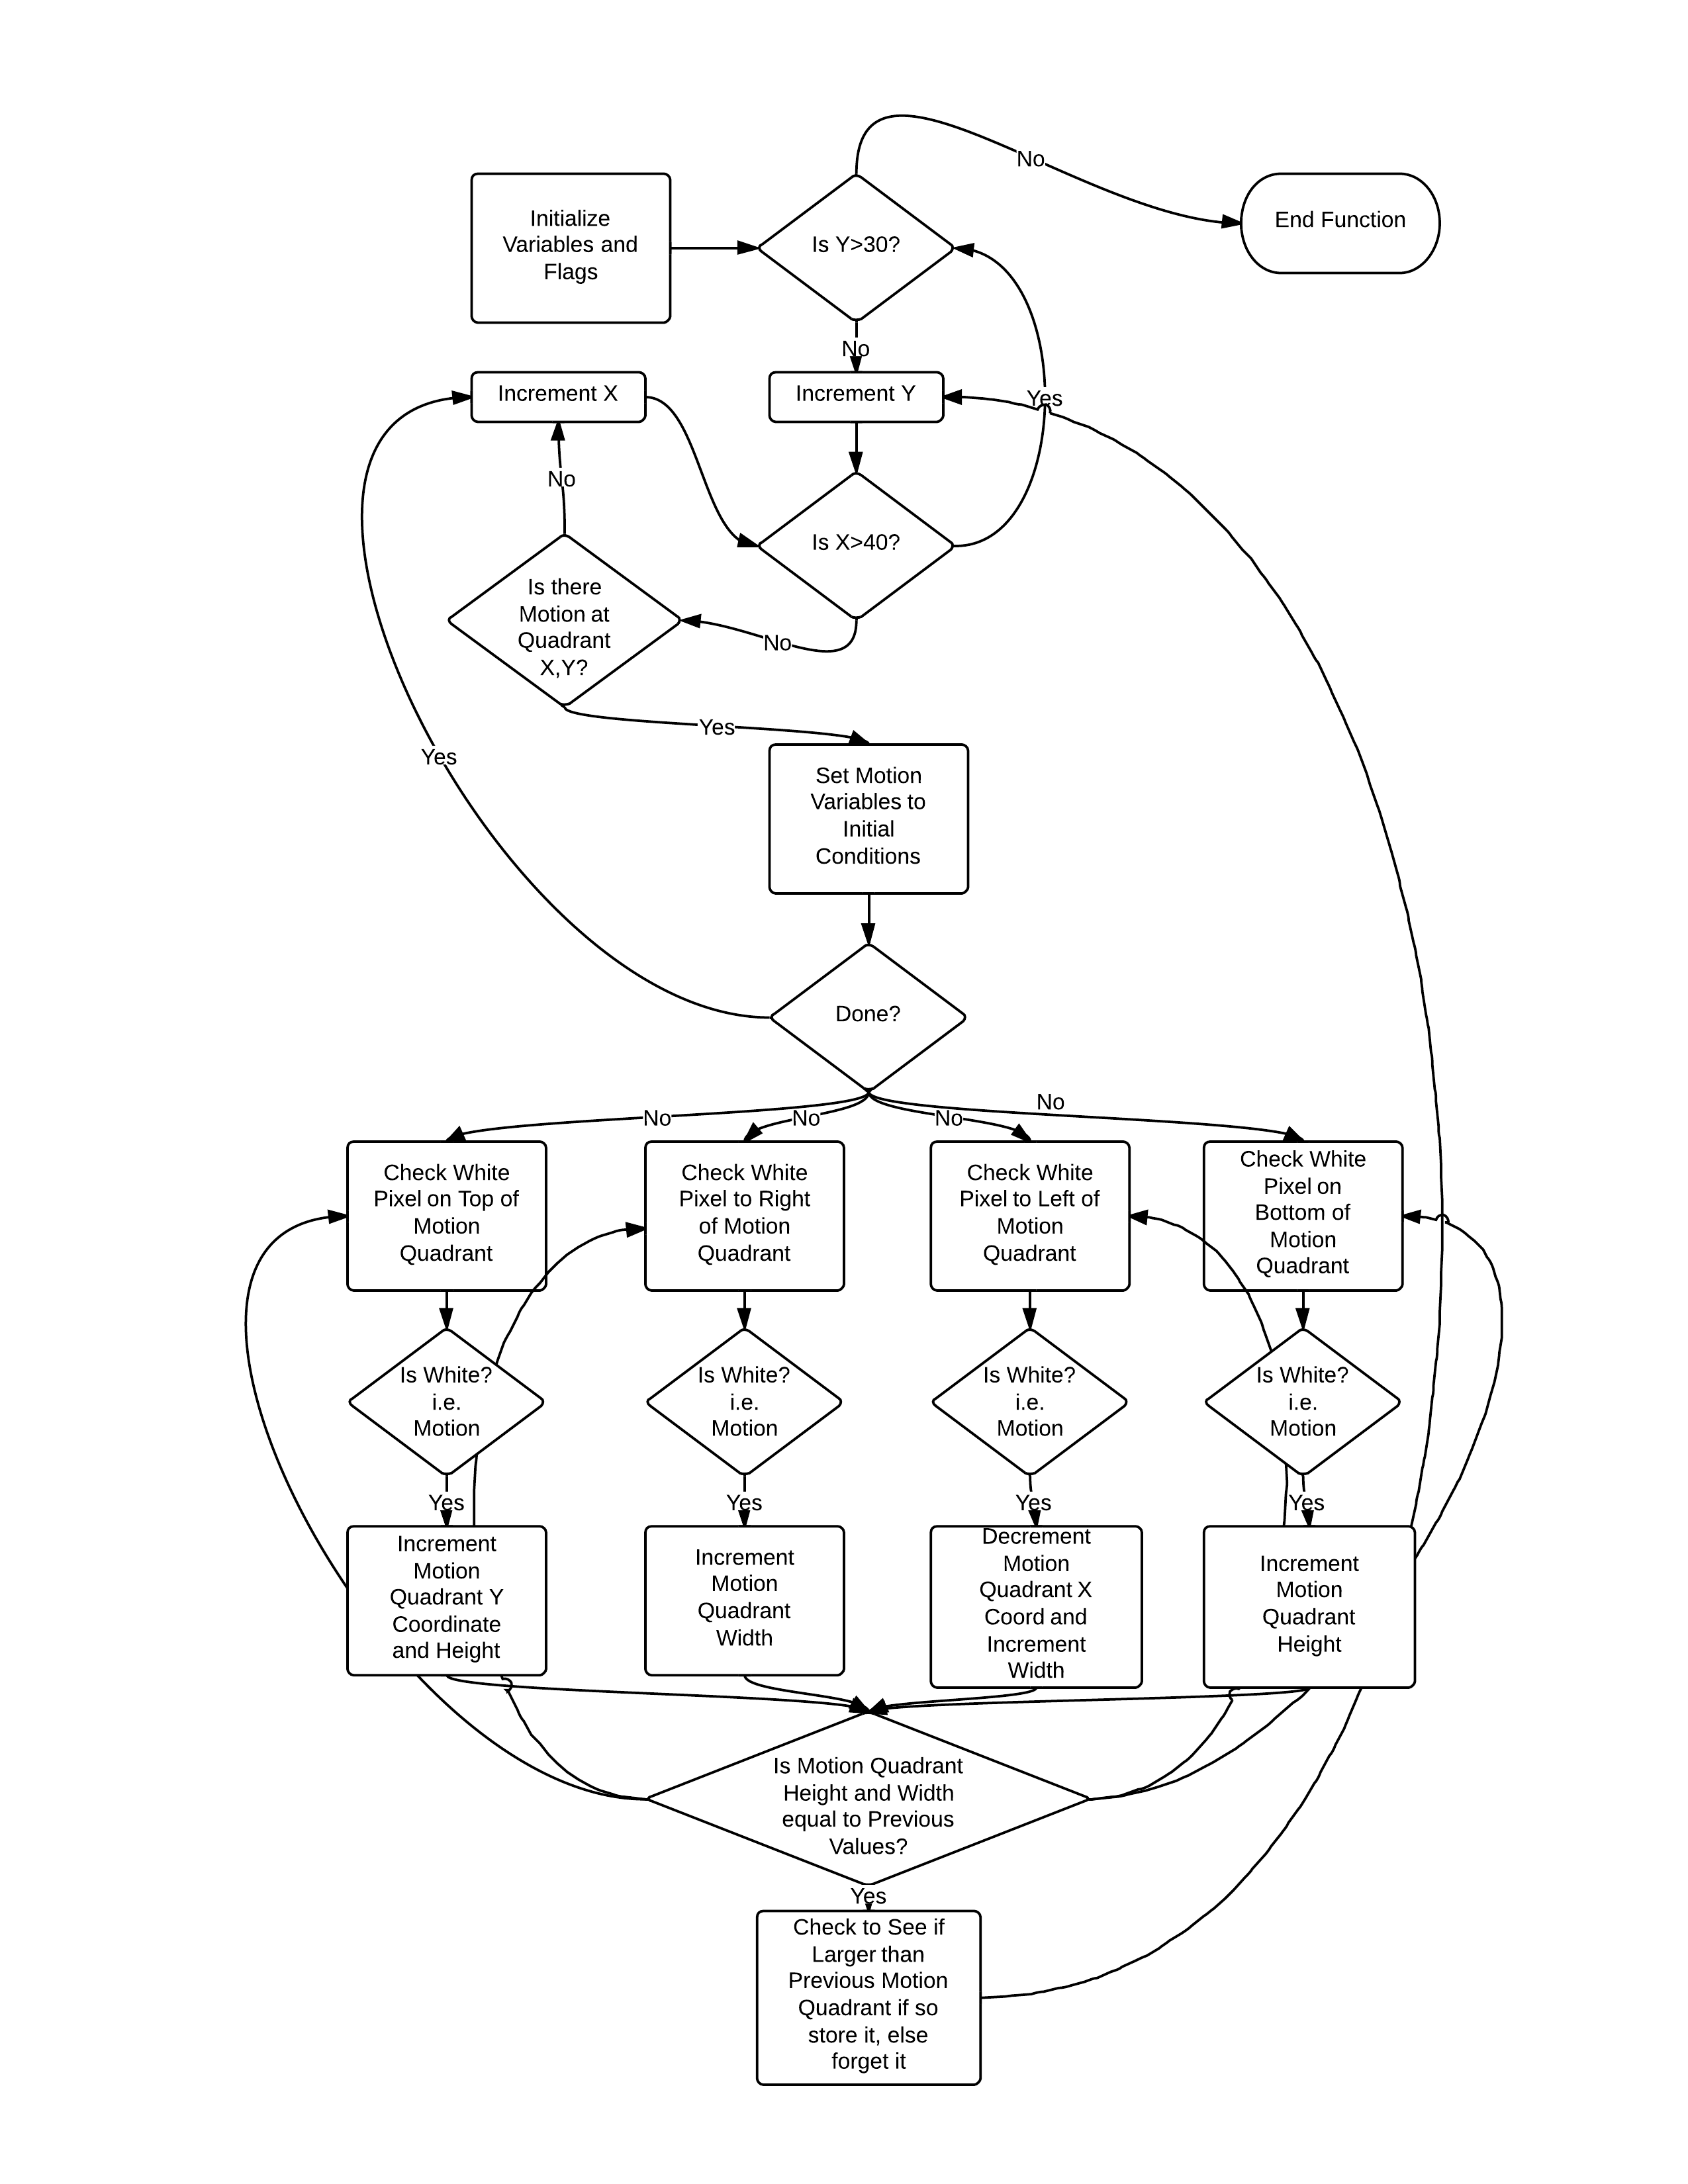 No
Initialize
Variables and
Flags
Is Y>30?
End Function
No
Increment X
Increment Y
Yes
No
Is X>40?
Is there
Motion at
Quadrant
X,Y?
No
Yes
Yes
Set Motion
Variables to
Initial
Conditions
Done?
No
No
No
No
Check White
Pixel on Top of
Motion
Quadrant
Check White
Pixel to Right
of Motion
Quadrant
Check White
Pixel to Left of
Motion
Quadrant
Check White
Pixel on
Bottom of
Motion
Quadrant
Is White?
i.e.
Motion
Is White?
i.e.
Motion
Is White?
i.e.
Motion
Is White?
i.e.
Motion
Yes
Yes
Yes
Yes
Increment
Motion
Quadrant Y
Coordinate
and Height
Increment
Motion
Quadrant
Width
Decrement
Motion
Quadrant X
Coord and
Increment
Width
Increment
Motion
Quadrant
Height
Is Motion Quadrant
Height and Width
equal to Previous
Values?
Yes
Check to See if
Larger than
Previous Motion
Quadrant if so
store it, else
forget it